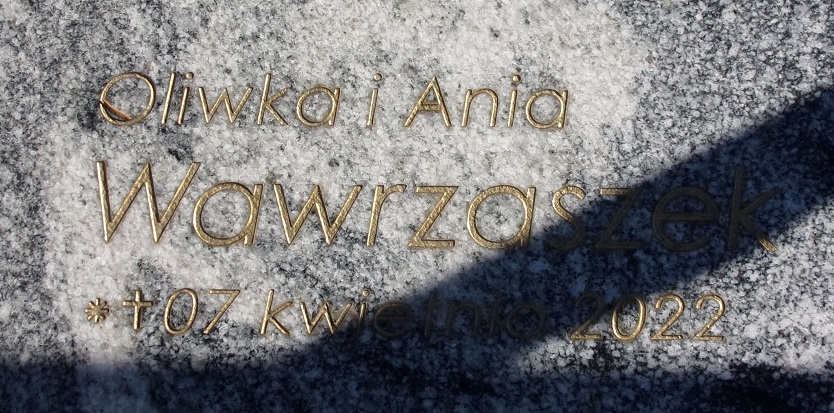 Oliwka i Ania
Wawrzaszek
* † 07 kwietnia 2022